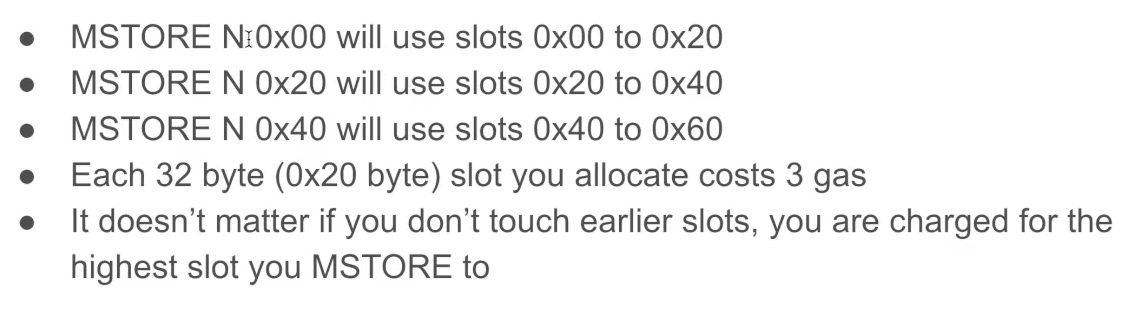 ● MSTORE N 0x00 will use slots 0x00 to 0x20
● MSTORE N 0x20 will use slots 0x20 to 0x40
● MSTORE N 0x40 will use slots 0x40 to 0x60
● Each 32 byte (0x20 byte) slot you allocate costs 3 gas
● It doesn’t matter if you don’t touch earlier slots, you are charged for the
highest slot you MSTORE to